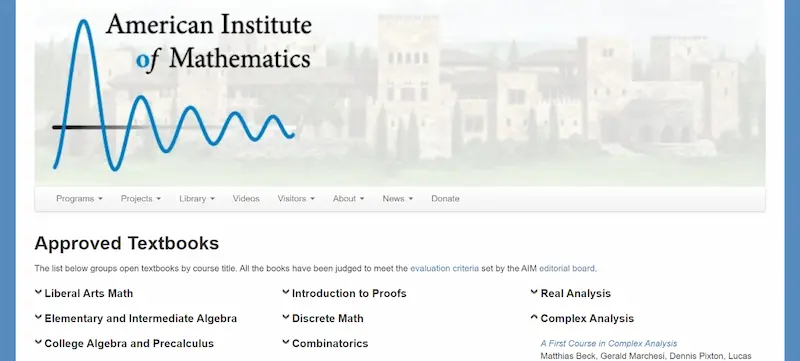 American Institute
of Mathematics
Programs Projects Library Videos Visitors About News Donate
Approved Textbooks
The list below groups open textbooks by course title. All the books have been judged to meet the evaluation criteria set by the AIM editorial board.
Liberal Arts Math
Elementary and Intermediate Algebra
College Algebra and Precalculus
Introduction to Proofs
Discrete Math
Combinatorics
Real Analysis
Complex Analysis
A First Course in Complex Analysis
Matthias Beck, Gerald Marchesi, Dennis Pixton, Lucas